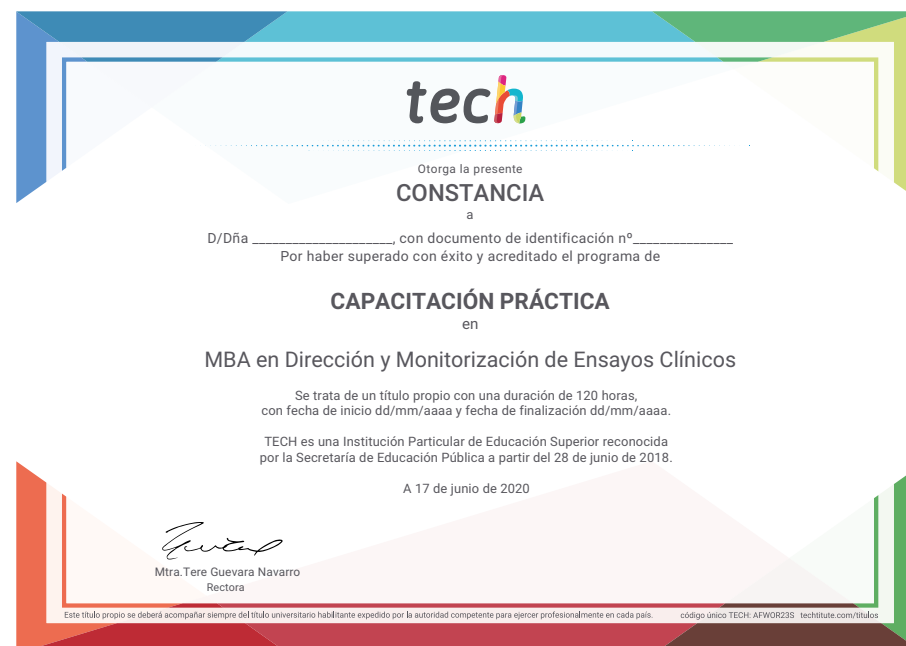 tech
Otorga la presente
CONSTANCIA
a
D/Dña ______________________, con documento de identificación nº_______________
Por haber superado con éxito y acreditado el programa de
CAPACITACIÓN PRÁCTICA
en
MBA en Dirección y Monitorización de Ensayos Clínicos
Se trata de un título propio con una duración de 120 horas,
con fecha de inicio dd/mm/aaaa y fecha de finalización dd/mm/aaaa.
TECH es una Institución Particular de Educación Superior reconocida
por la Secretaría de Educación Pública a partir del 28 de junio de 2018.
A 17 de junio de 2020
Mtra.Tere Guevara Navarro
Rectora
Este título propio se deberá acompañar siempre del título universitario habilitante expedido por la autoridad competente para ejercer profesionalmente en cada país. código único TECH: AFWOR23S techtitute.com/titulos